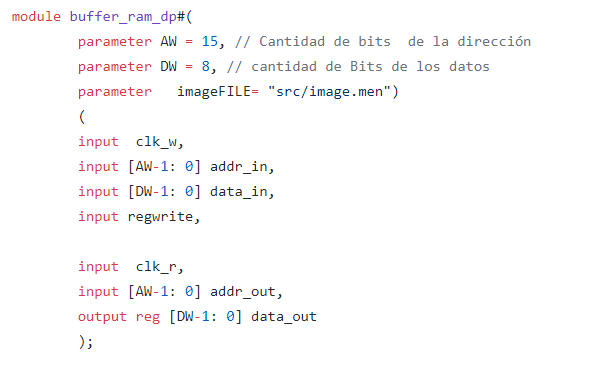 module buffer_ram_dp#(
parameter AW = 15, // Cantidad de bits  de la dirección
parameter DW = 8, // cantidad de Bits de los datos
parameter   imageFILE= "src/image.men")
(
input  clk_w,
input [AW-1: 0] addr_in,
input [DW-1: 0] data_in,
input regwrite,
input  clk_r,
input [AW-1: 0] addr_out,
output reg [DW-1: 0] data_out
);